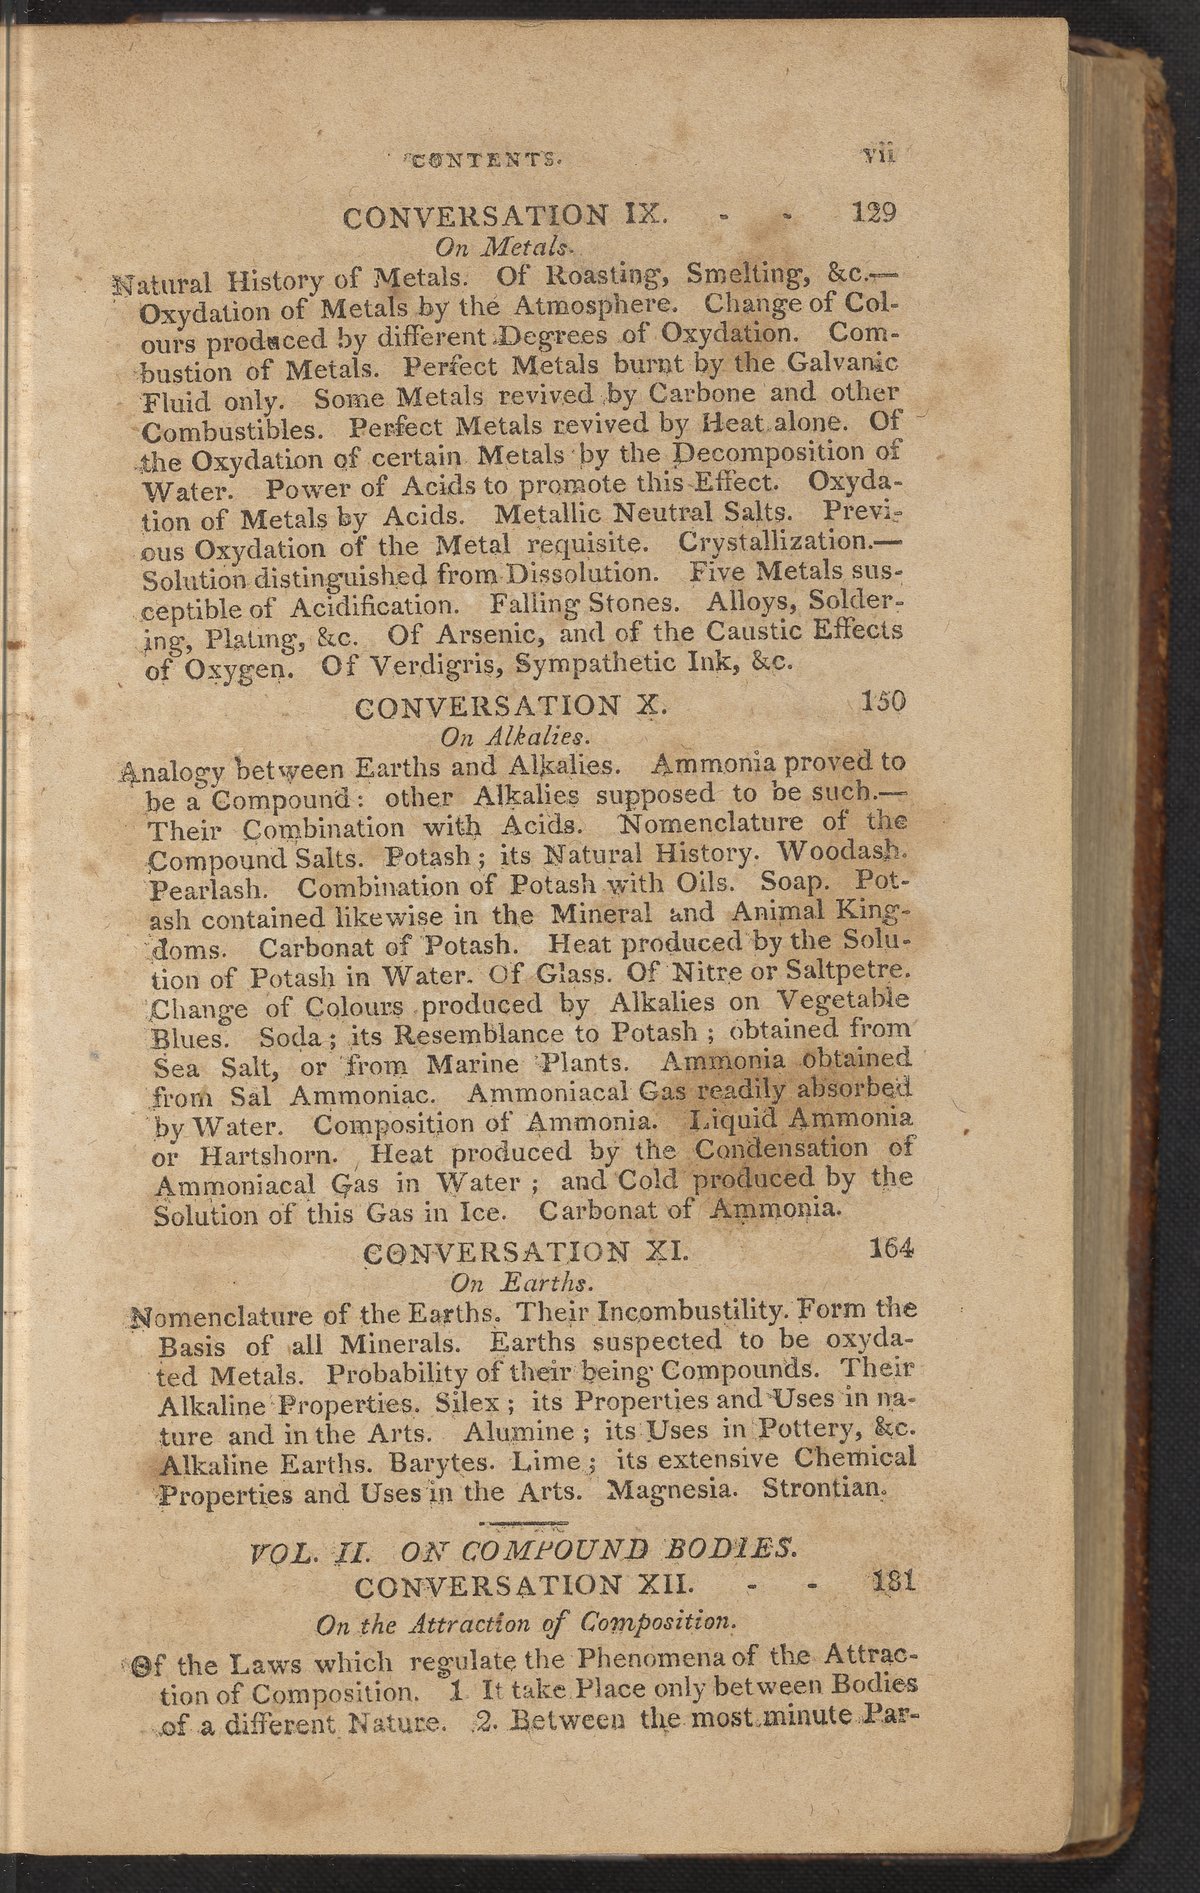 CONTENTS. vii
CONVERSATION IX. - - 129
On Metals.
Natural History of Metals. Of Roasting, Smelting, &c.—
Oxydation of Metals by the Atmosphere. Change of Col-
ours produced by different Degrees of Oxydation. Com-
bustion of Metals. Perfect Metals burnt by the Galvanic
Fluid only. Some Metals revived by Carbone and other
Combustibles. Perfect Metals revived by Heat alone. Of
the Oxydation of certain Metals by the Decomposition of
Water. Power of Acids to promote this Effect. Oxyda-
tion of Metals by Acids. Metallic Neutral Salts. Previ-
ous Oxydation of the Metal requisite. Crystallization.—
Solution distinguished from Dissolution. Five Metals sus-
ceptible of Acidification. Falling Stones. Alloys, Solder-
ing, Plating, &c. Of Arsenic, and of the Caustic Effects
of Oxygen. Of Verdigris, Sympathetic Ink, &c.
CONVERSATION X. 150
On Alkalies.
Analogy between Earths and Alkalies. Ammonia proved to
be a Compound: other Alkalies supposed to be such.—
Their Combination with Acids. Nomenclature of the
Compound Salts. Potash; its Natural History. Woodash.
Pearlash. Combination of Potash with Oils. Soap. Pot-
ash contained likewise in the Mineral and Animal King-
doms. Carbonat of Potash. Heat produced by the Solu-
tion of Potash in Water. Of Glass. Of Nitre or Saltpetre.
Change of Colours produced by Alkalies on Vegetable
Blues. Soda; its Resemblance to Potash; obtained from
Sea Salt, or from Marine Plants. Ammonia obtained
from Sal Ammoniac. Ammoniacal Gas readily absorbed
by Water. Composition of Ammonia. Liquid Ammonia
or Hartshorn. Heat produced by the Condensation of
Ammoniacal Gas in Water; and Cold produced by the
Solution of this Gas in Ice. Carbonat of Ammonia.
CONVERSATION XI. 164
On Earths.
Nomenclature of the Earths. Their Incombustility. Form the
Basis of all Minerals. Earths suspected to be oxyda-
ted Metals. Probability of their being Compounds. Their
Alkaline Properties. Silex; its Properties and Uses in na-
ture and in the Arts. Alumine; its Uses in Pottery, &c.
Alkaline Earths. Barytes. Lime; its extensive Chemical
Properties and Uses in the Arts. Magnesia. Strontian.
VOL. II. ON COMPOUND BODIES.
CONVERSATION XII. - - 181
On the Attraction of Composition.
Of the Laws which regulate the Phenomena of the Attrac-
tion of Composition. 1 It take Place only between Bodies
of a different Nature. 2. Between the most minute Par-